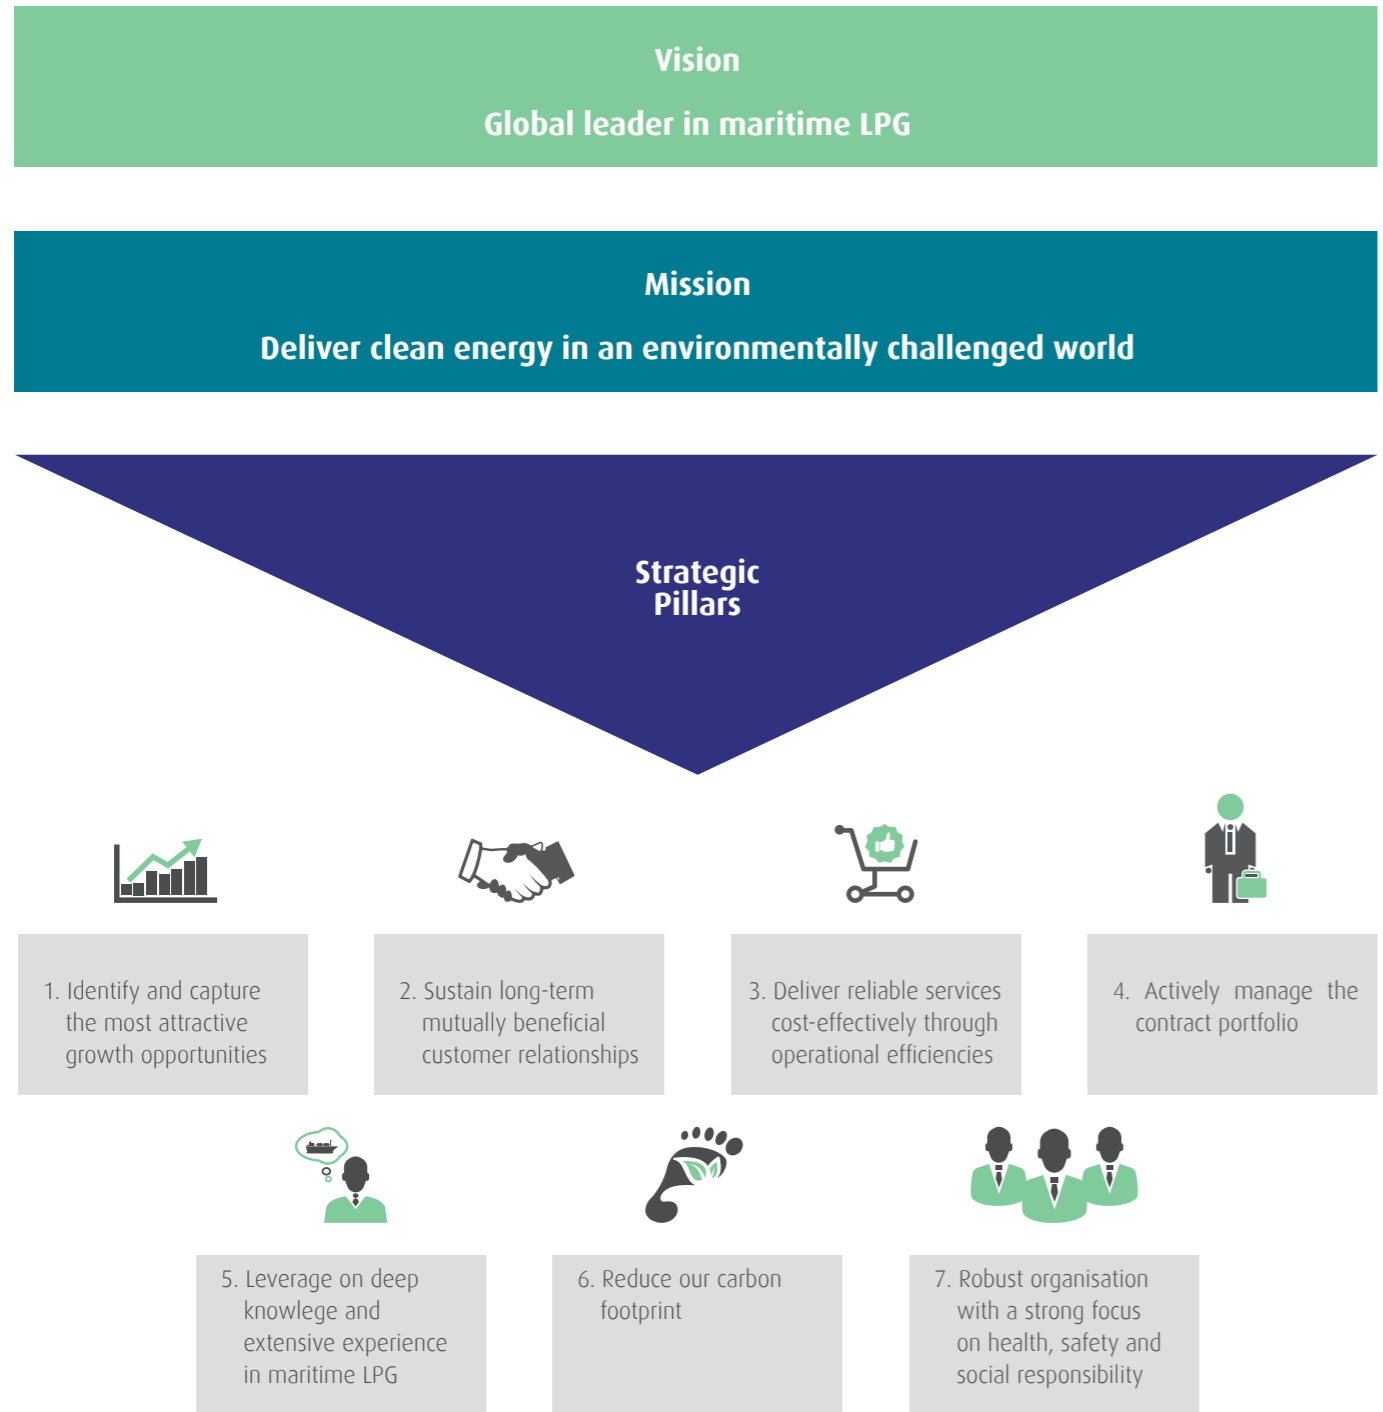 Vision
Global leader in maritime LPG
Mission
Deliver clean energy in an environmentally challenged world
Strategic
Pillars
1. Identify and capture
the most attractive
growth opportunities
2. Sustain long-term
mutually beneficial
customer relationships
3. Deliver reliable services
cost-effectively through
operational efficiencies
4. Actively manage the
contract portfolio
5. Leverage on deep
knowlege and
extensive experience
in maritime LPG
6. Reduce our carbon
footprint
7. Robust organisation
with a strong focus
on health, safety and
social responsibility